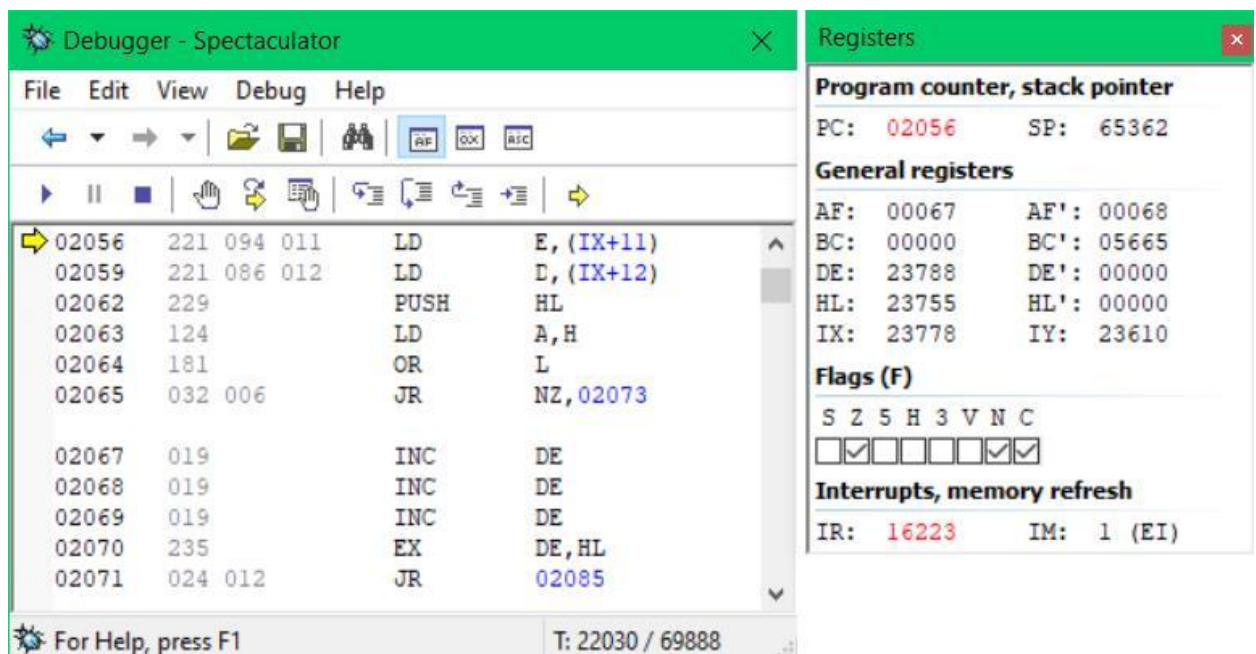 Debugger - Spectaculator
File Edit View Debug Help
AF 0X ASC
02056 221 094 011 LD E,(IX+11)
02059 221 086 012 LD D,(IX+12)
02062 229 PUSH HL
02063 124 LD A,H
02064 181 OR L
02065 032 006 JR NZ,02073
02067 019 INC DE
02068 019 INC DE
02069 019 INC DE
02070 235 EX DE,HL
02071 024 012 JR 02085
For Help, press F1 T: 22030 / 69888
Registers
Program counter, stack pointer
PC: 02056 SP: 65362
General registers
AF: 00067 AF': 00068
BC: 00000 BC': 05665
DE: 23788 DE': 00000
HL: 23755 HL': 00000
IX: 23778 IY: 23610
Flags (F)
S Z 5 H 3 V N C
Interrupts, memory refresh
IR: 16223 IM: 1 (EI)